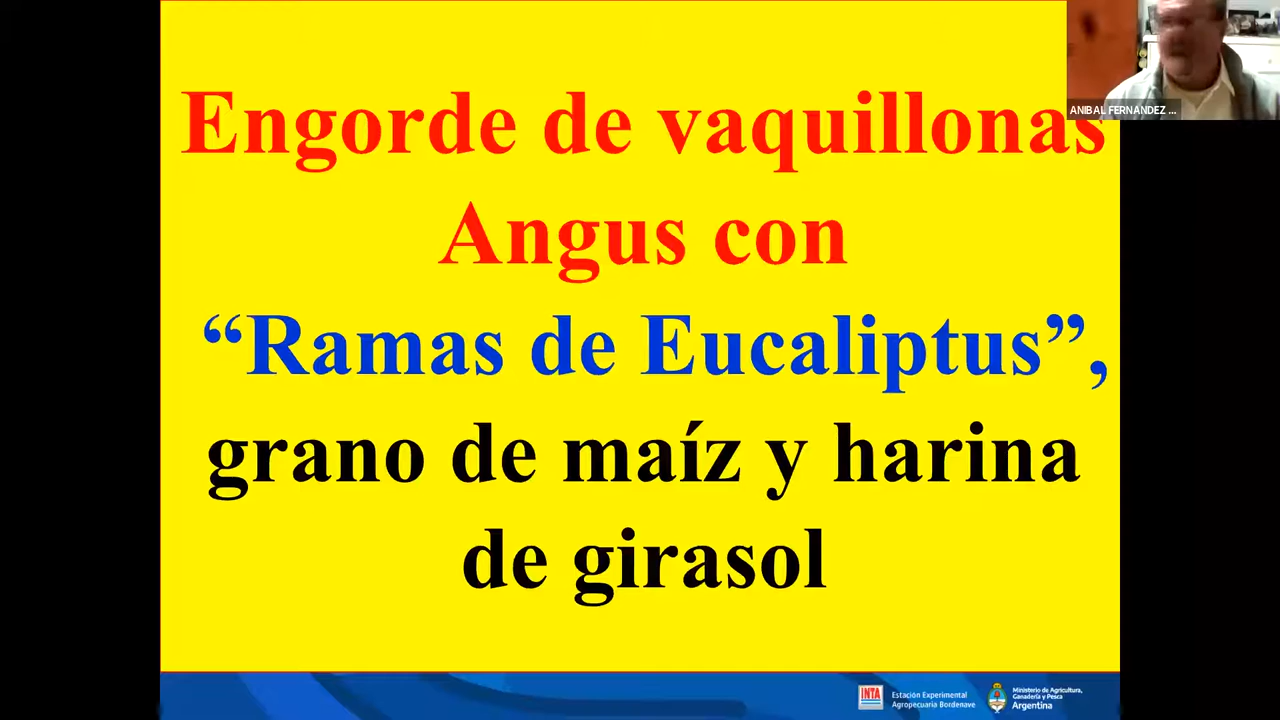 Engorde de vaquillonas
Angus con
“Ramas de Eucaliptus”,
grano de maíz y harina
de girasol
ANIBAL FERNANDEZ ...
INTA
Estación Experimental
Agropecuaria Bordenave
Ministerio de Agricultura,
Ganadería y Pesca
Argentina